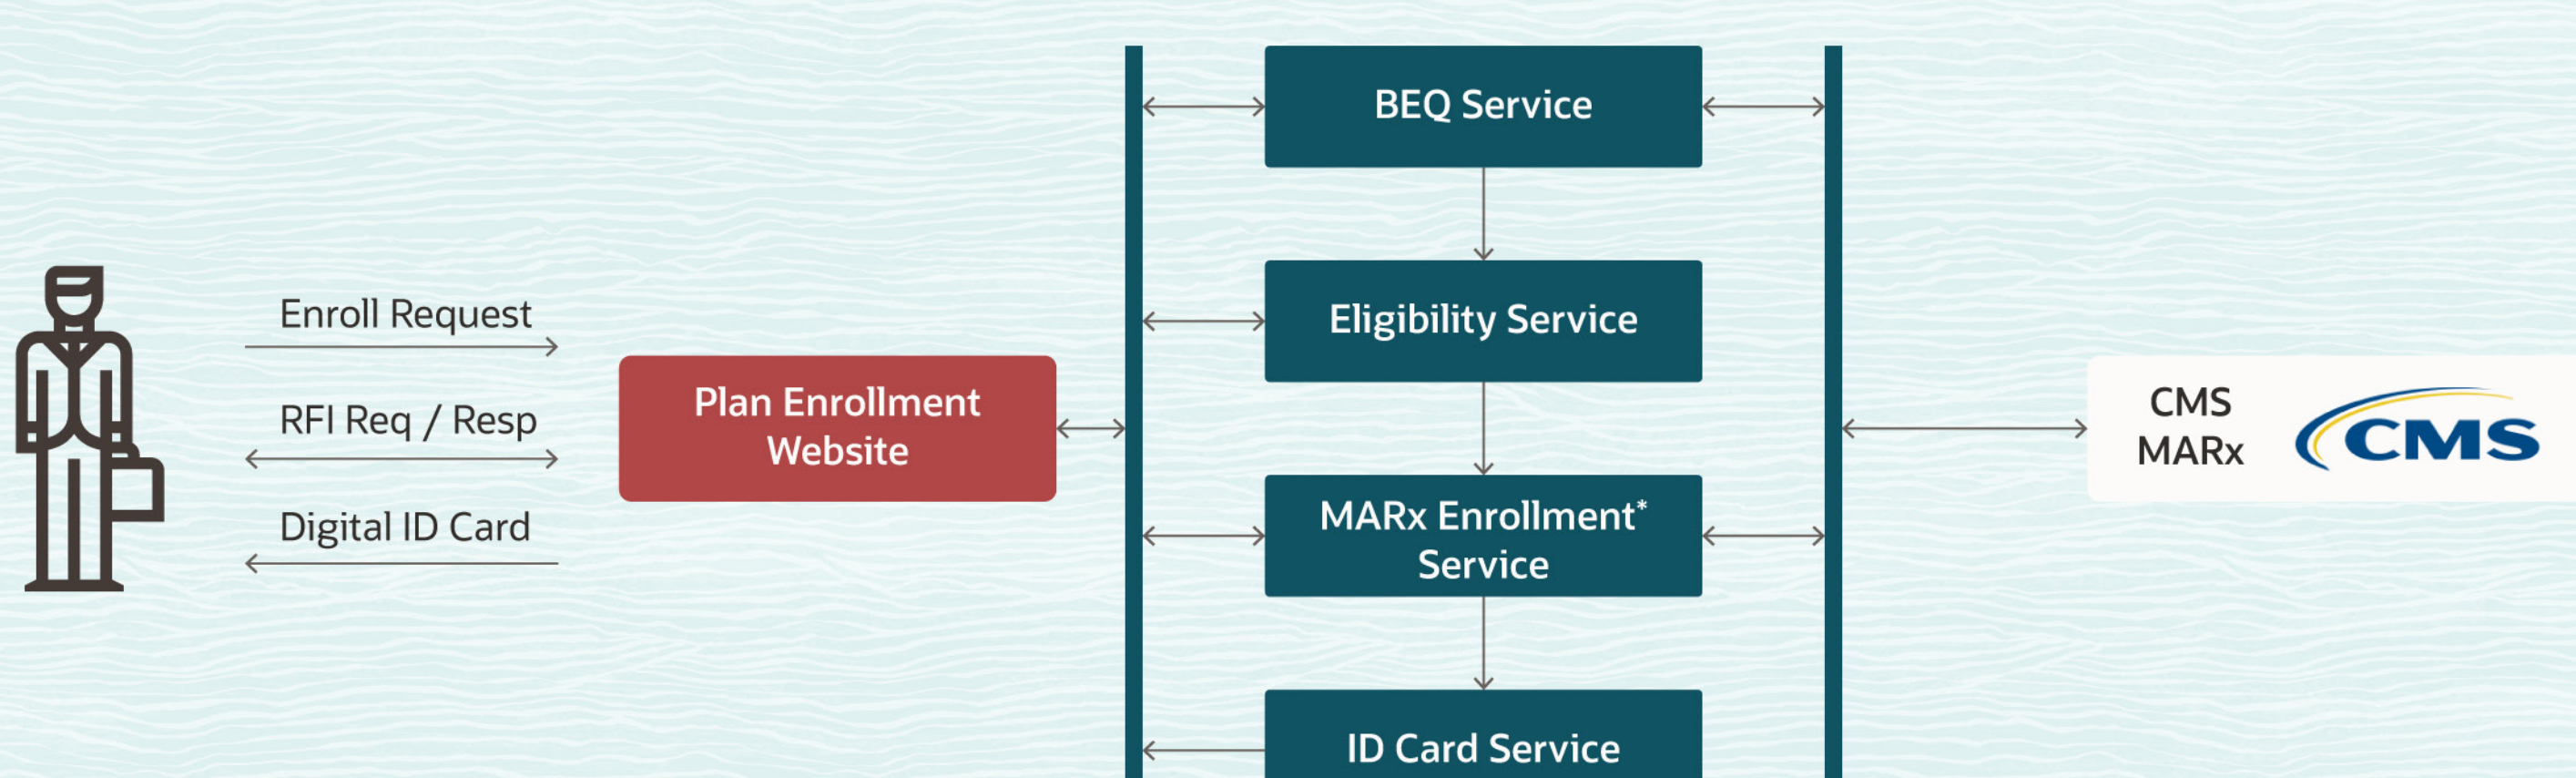 BEQ Service
Eligibility Service
Enroll Request
RFI Req / Resp
Digital ID Card
Plan Enrollment
Website
MARx Enrollment*
Service
ID Card Service
CMS
MARx
CMS